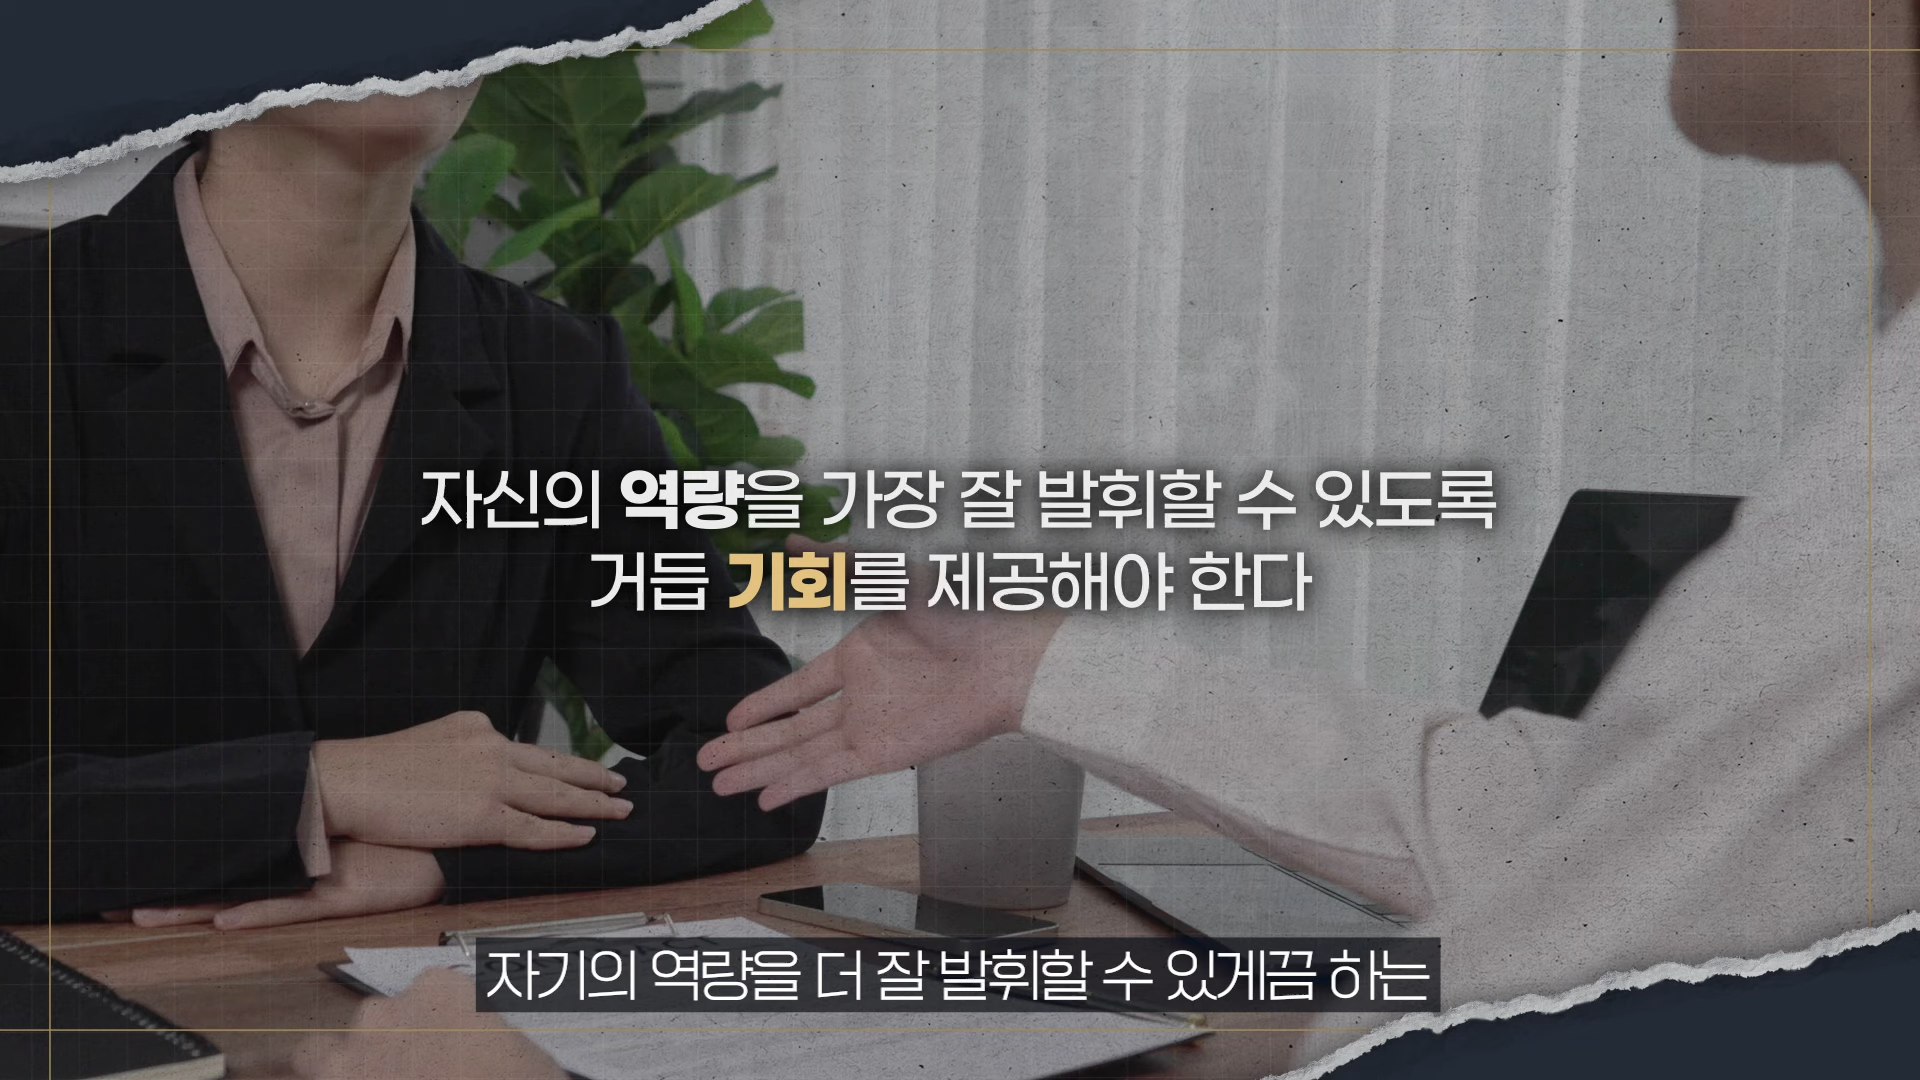 자신의 역량을 가장 잘 발휘할 수 있도록
거듭 기회를 제공해야 한다
자기의 역량을 더 잘 발휘할 수 있게끔 하는